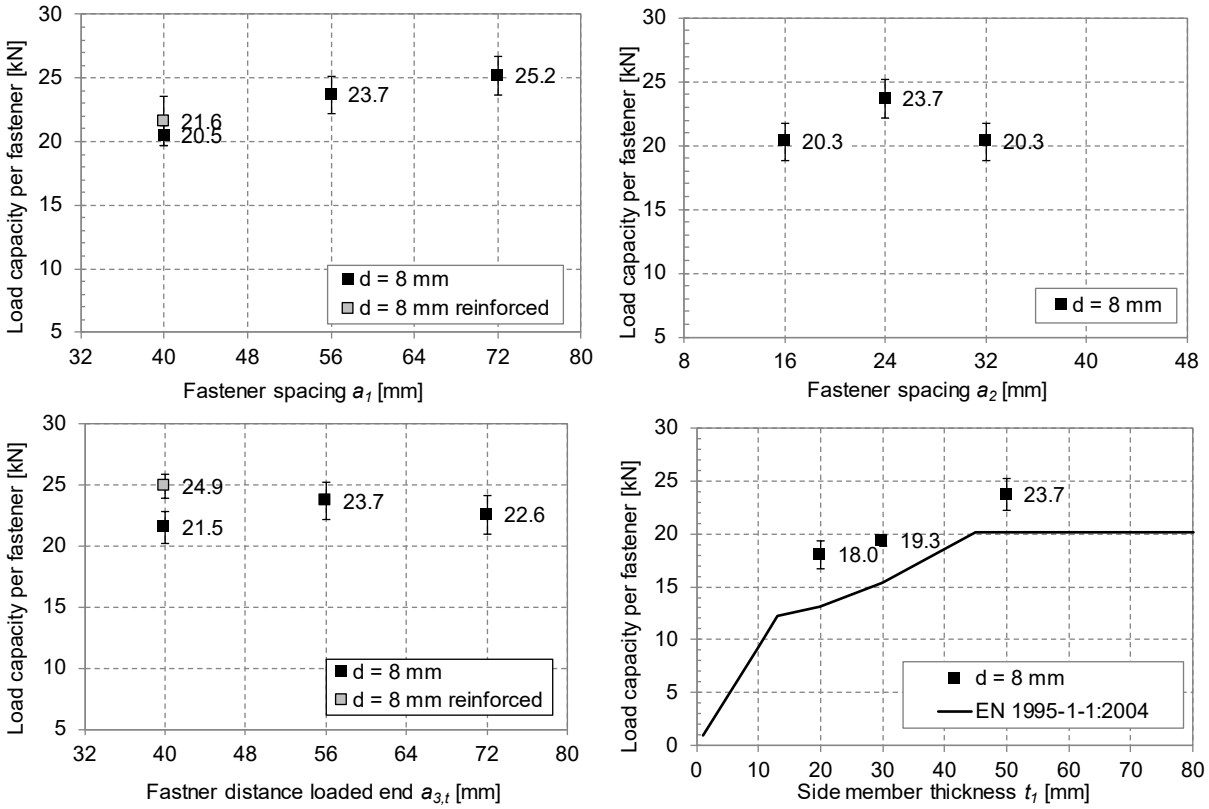 Load capacity per fastener [kN]
30
25
20
15
10
5
21.6
20.5
23.7
25.2
d = 8 mm
d = 8 mm reinforced
32 40 48 56 64 72 80
Fastener spacing a1 [mm]
Load capacity per fastener [kN]
30
25
20
15
10
5
20.3
23.7
20.3
d = 8 mm
8 16 24 32 40 48
Fastener spacing a2 [mm]
Load capacity per fastener [kN]
30
25
20
15
10
5
24.9
21.5
23.7
22.6
d = 8 mm
d = 8 mm reinforced
32 40 48 56 64 72 80
Fastner distance loaded end a3,t [mm]
Load capacity per fastener [kN]
30
25
20
15
10
5
0
18.0
19.3
23.7
d = 8 mm
EN 1995-1-1:2004
0 10 20 30 40 50 60 70 80
Side member thickness t1 [mm]